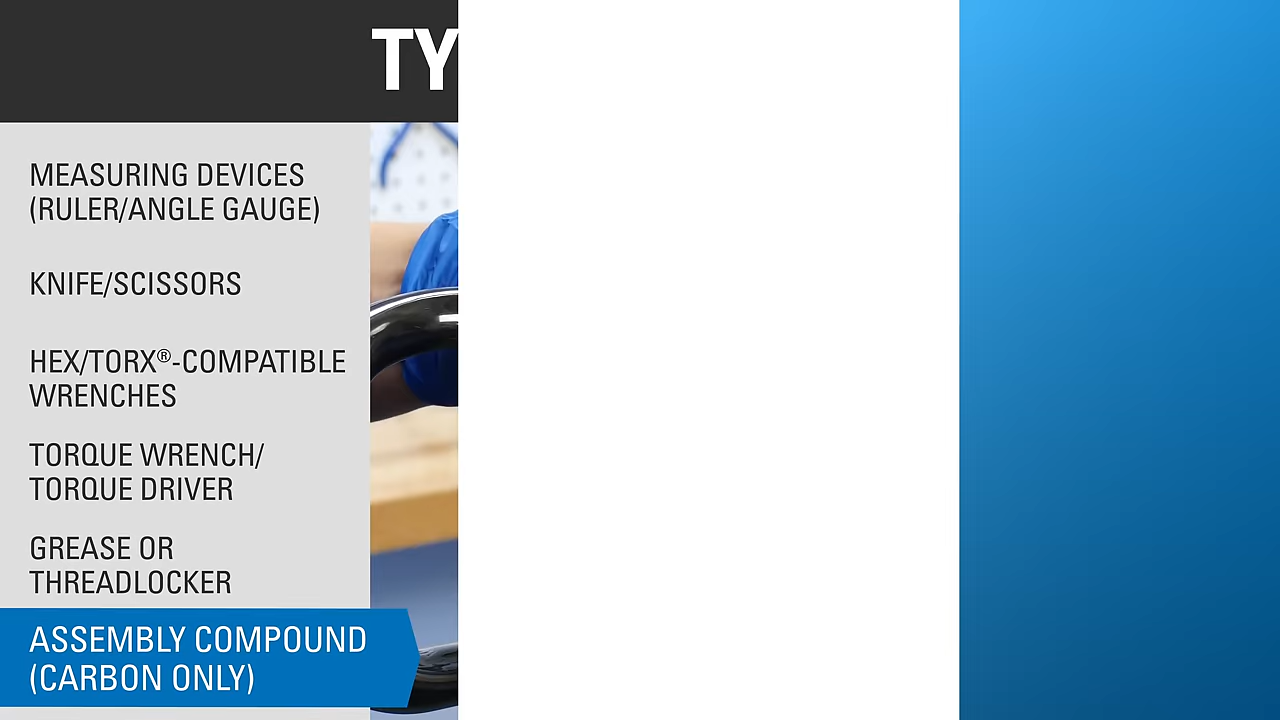 TY
MEASURING DEVICES
(RULER/ANGLE GAUGE)
KNIFE/SCISSORS
HEX/TORX®-COMPATIBLE
WRENCHES
TORQUE WRENCH/
TORQUE DRIVER
GREASE OR
THREADLOCKER
ASSEMBLY COMPOUND
(CARBON ONLY)